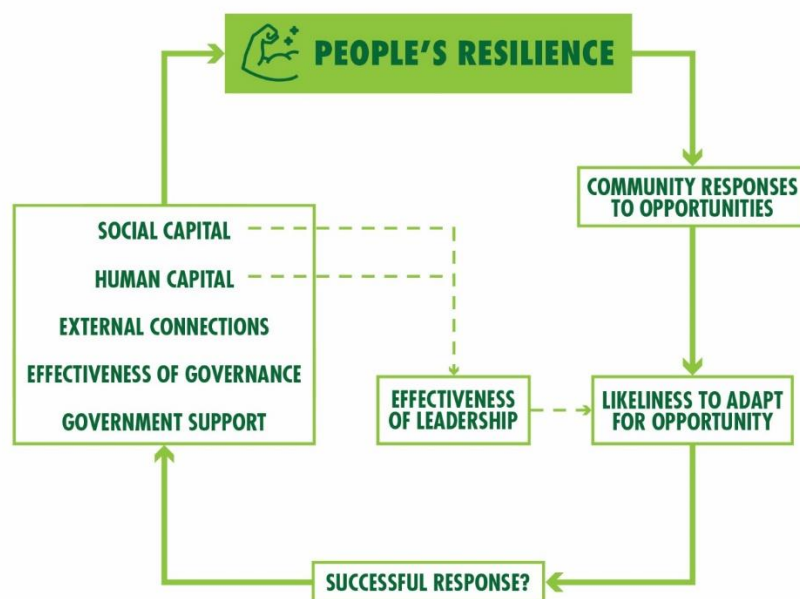 PEOPLE'S RESILIENCE
COMMUNITY RESPONSES
TO OPPORTUNITIES
SOCIAL CAPITAL
HUMAN CAPITAL
EXTERNAL CONNECTIONS
EFFECTIVENESS OF GOVERNANCE
GOVERNMENT SUPPORT
EFFECTIVENESS
OF LEADERSHIP
LIKELINESS TO ADAPT
FOR OPPORTUNITY
SUCCESSFUL RESPONSE?